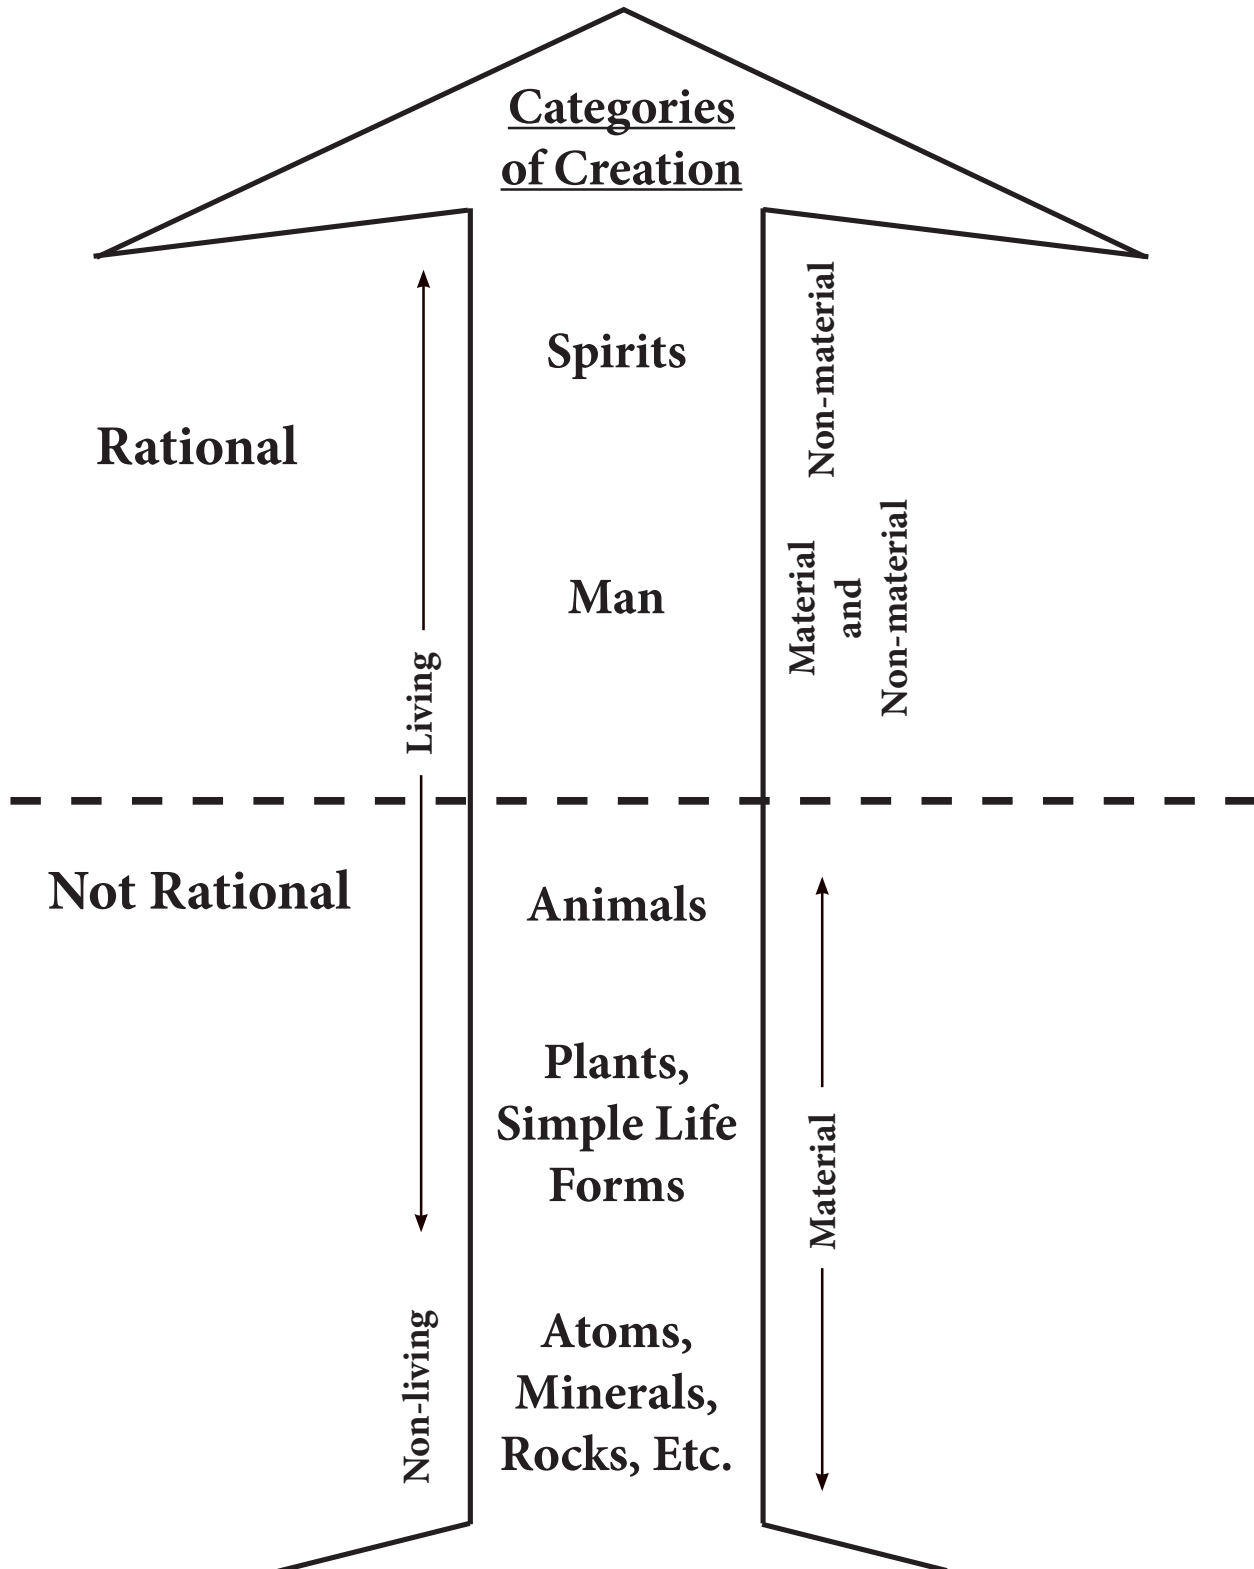 Categories
of Creation
Spirits
Non-material
Rational
Man
Material
and
Non-material
Living
Not Rational
Animals
Plants,
Simple Life
Forms
Material
Non-living
Atoms,
Minerals,
Rocks, Etc.